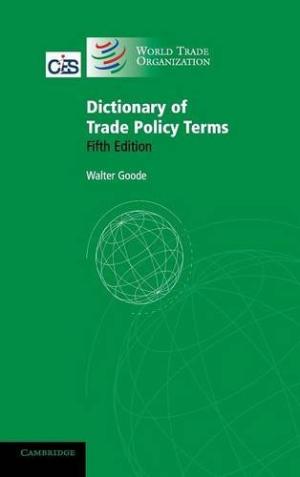 CIES
WORLD TRADE
ORGANIZATION
Dictionary of
Trade Policy Terms
Fifth Edition
Walter Goode
CAMBRIDGE